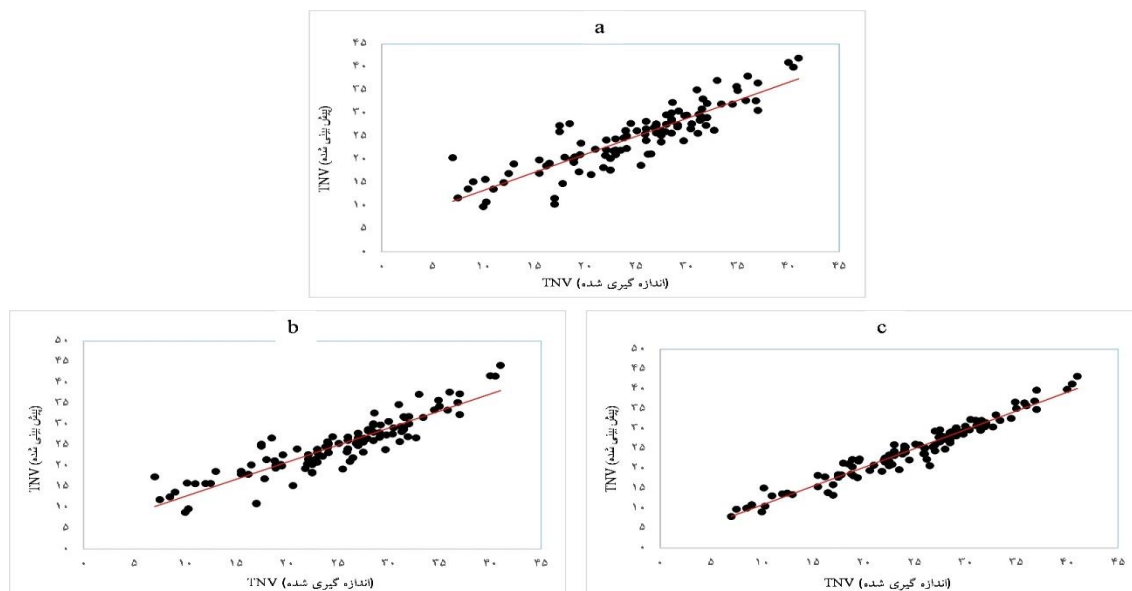 a
۴۵
۴۰
۳۵
۳۰
۲۵
۲۰
۱۵
۱۰
۵
۰
TNV (پیش بینی شده)
۰ ۵ ۱۰ ۱۵ ۲۰ ۲۵ ۳۰ ۳۵ ۴۰ ۴۵
TNV (اندازه گیری شده)
b
۵۰
۴۵
۴۰
۳۵
۳۰
۲۵
۲۰
۱۵
۱۰
۵
۰
TNV (پیش بینی شده)
۰ ۵ ۱۰ ۱۵ ۲۰ ۲۵ ۳۰ ۳۵ ۴۰ ۴۵
TNV (اندازه گیری شده)
c
۵۰
۴۵
۴۰
۳۵
۳۰
۲۵
۲۰
۱۵
۱۰
۵
۰
TNV (پیش بینی شده)
۰ ۵ ۱۰ ۱۵ ۲۰ ۲۵ ۳۰ ۳۵ ۴۰ ۴۵
TNV (اندازه گیری شده)